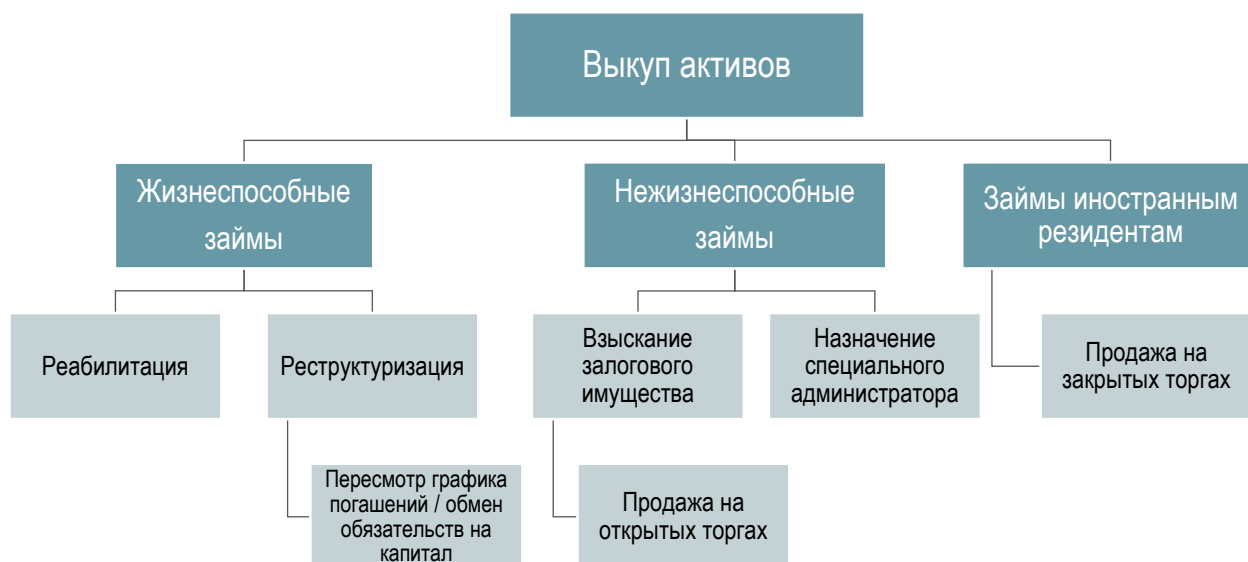 Выкуп активов
Жизнеспособные
займы
Нежизнеспособные
займы
Займы иностранным
резидентам
Реабилитация
Реструктуризация
Взыскание
залогового
имущества
Назначение
специального
администратора
Продажа на
закрытых торгах
Пересмотр графика
погашений / обмен
обязательств на
капитал
Продажа на
открытых торгах